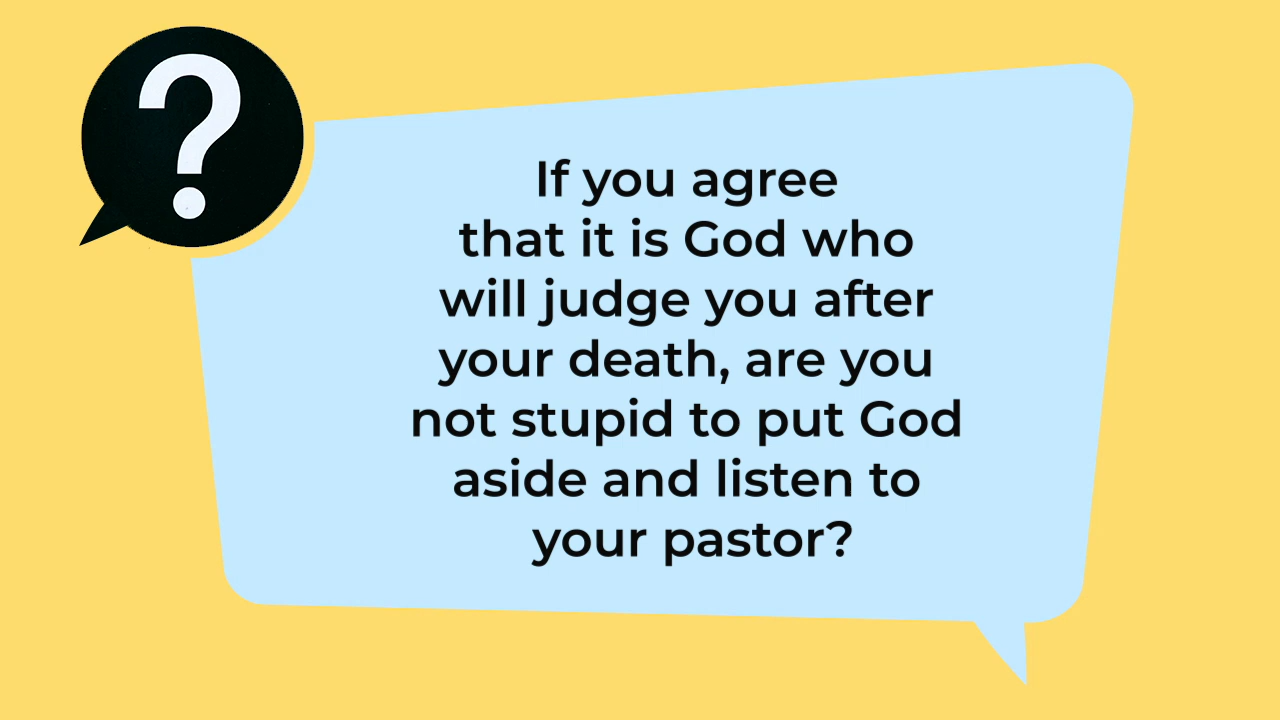 ?
If you agree
that it is God who
will judge you after
your death, are you
not stupid to put God
aside and listen to
your pastor?